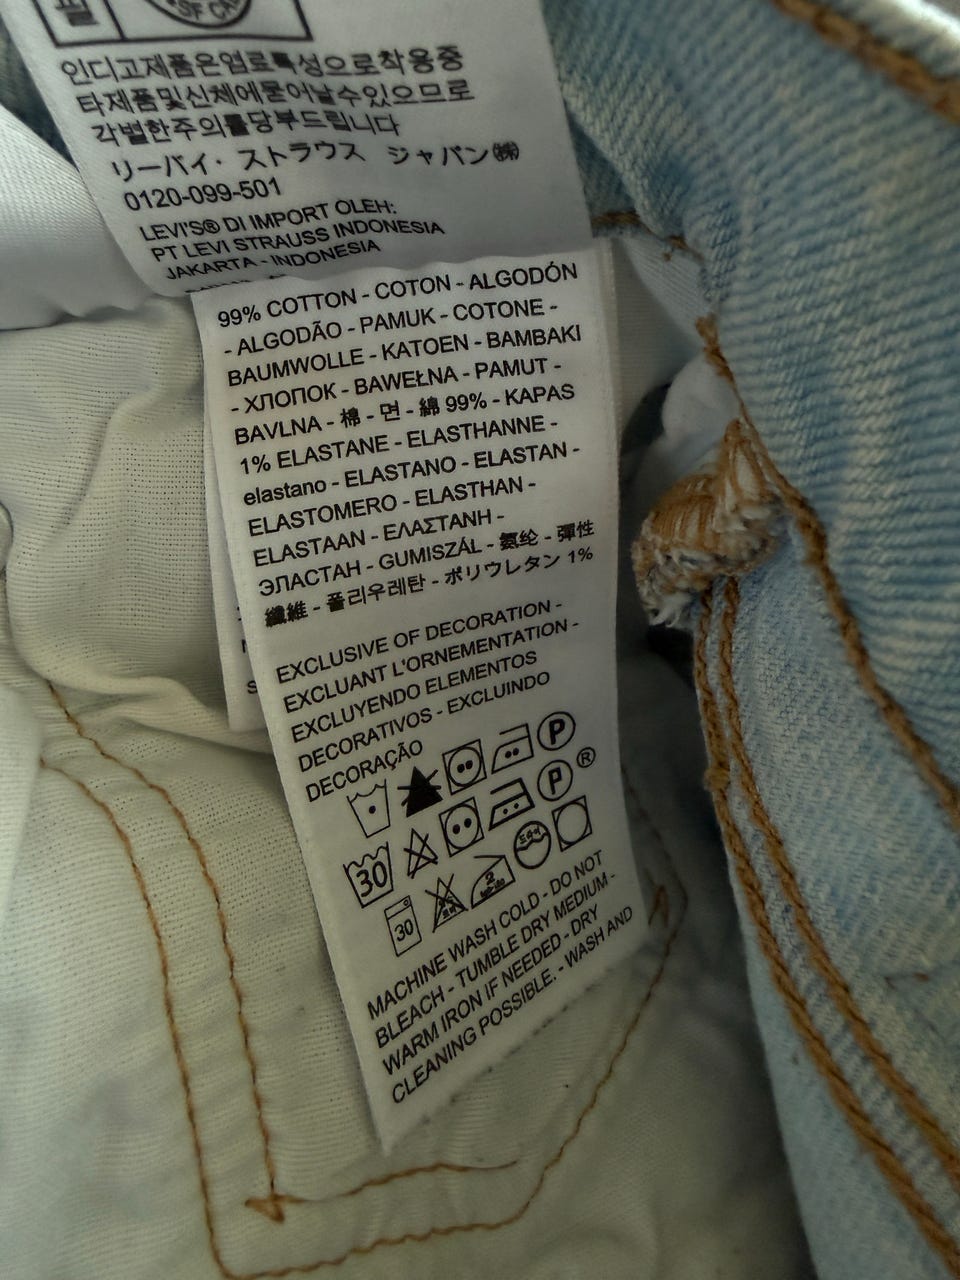 필
SF CA
인디고제품은염료특성으로착용중
타제품및신체에묻어날수있으므로
각별한주의를당부드립니다
リーバイ・ストラウス ジャパン㈱
0120-099-501
LEVI'S® DI IMPORT OLEH:
PT LEVI STRAUSS INDONESIA
JAKARTA - INDONESIA
99% COTTON - COTON - ALGODÓN
- ALGODÃO - PAMUK - COTONE -
BAUMWOLLE - KATOEN - BAMBAKI
- ХЛОПОК - BAWEŁNA - PAMUT -
BAVLNA - 棉 - 면 - 綿 99% - KAPAS
1% ELASTANE - ELASTHANNE -
elastano - ELASTANO - ELASTAN -
ELASTOMERO - ELASTHAN -
ELASTAAN - ΕΛΑΣΤΑΝΗ -
ЭЛАСТАН - GUMISZÁL - 氨纶 - 彈性
纖維 - 폴리우레탄 - ポリウレタン 1%
EXCLUSIVE OF DECORATION -
EXCLUANT L'ORNEMENTATION -
EXCLUYENDO ELEMENTOS
DECORATIVOS - EXCLUINDO
DECORAÇÃO
P
30 P ®
30 2 드라이
MACHINE WASH COLD - DO NOT
BLEACH - TUMBLE DRY MEDIUM -
WARM IRON IF NEEDED - DRY
CLEANING POSSIBLE. - WASH AND